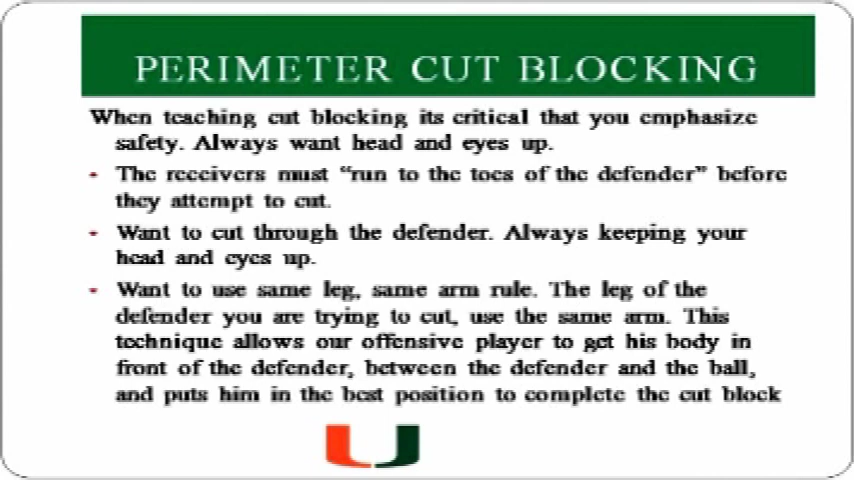 PERIMETER CUT BLOCKING
When teaching cut blocking its critical that you emphasize
safety. Always want head and eyes up.
- The receivers must “run to the toes of the defender” before
they attempt to cut.
- Want to cut through the defender. Always keeping your
head and eyes up.
- Want to use same leg, same arm rule. The leg of the
defender you are trying to cut, use the same arm. This
technique allows our offensive player to get his body in
front of the defender, between the defender and the ball,
and puts him in the best position to complete the cut block
U